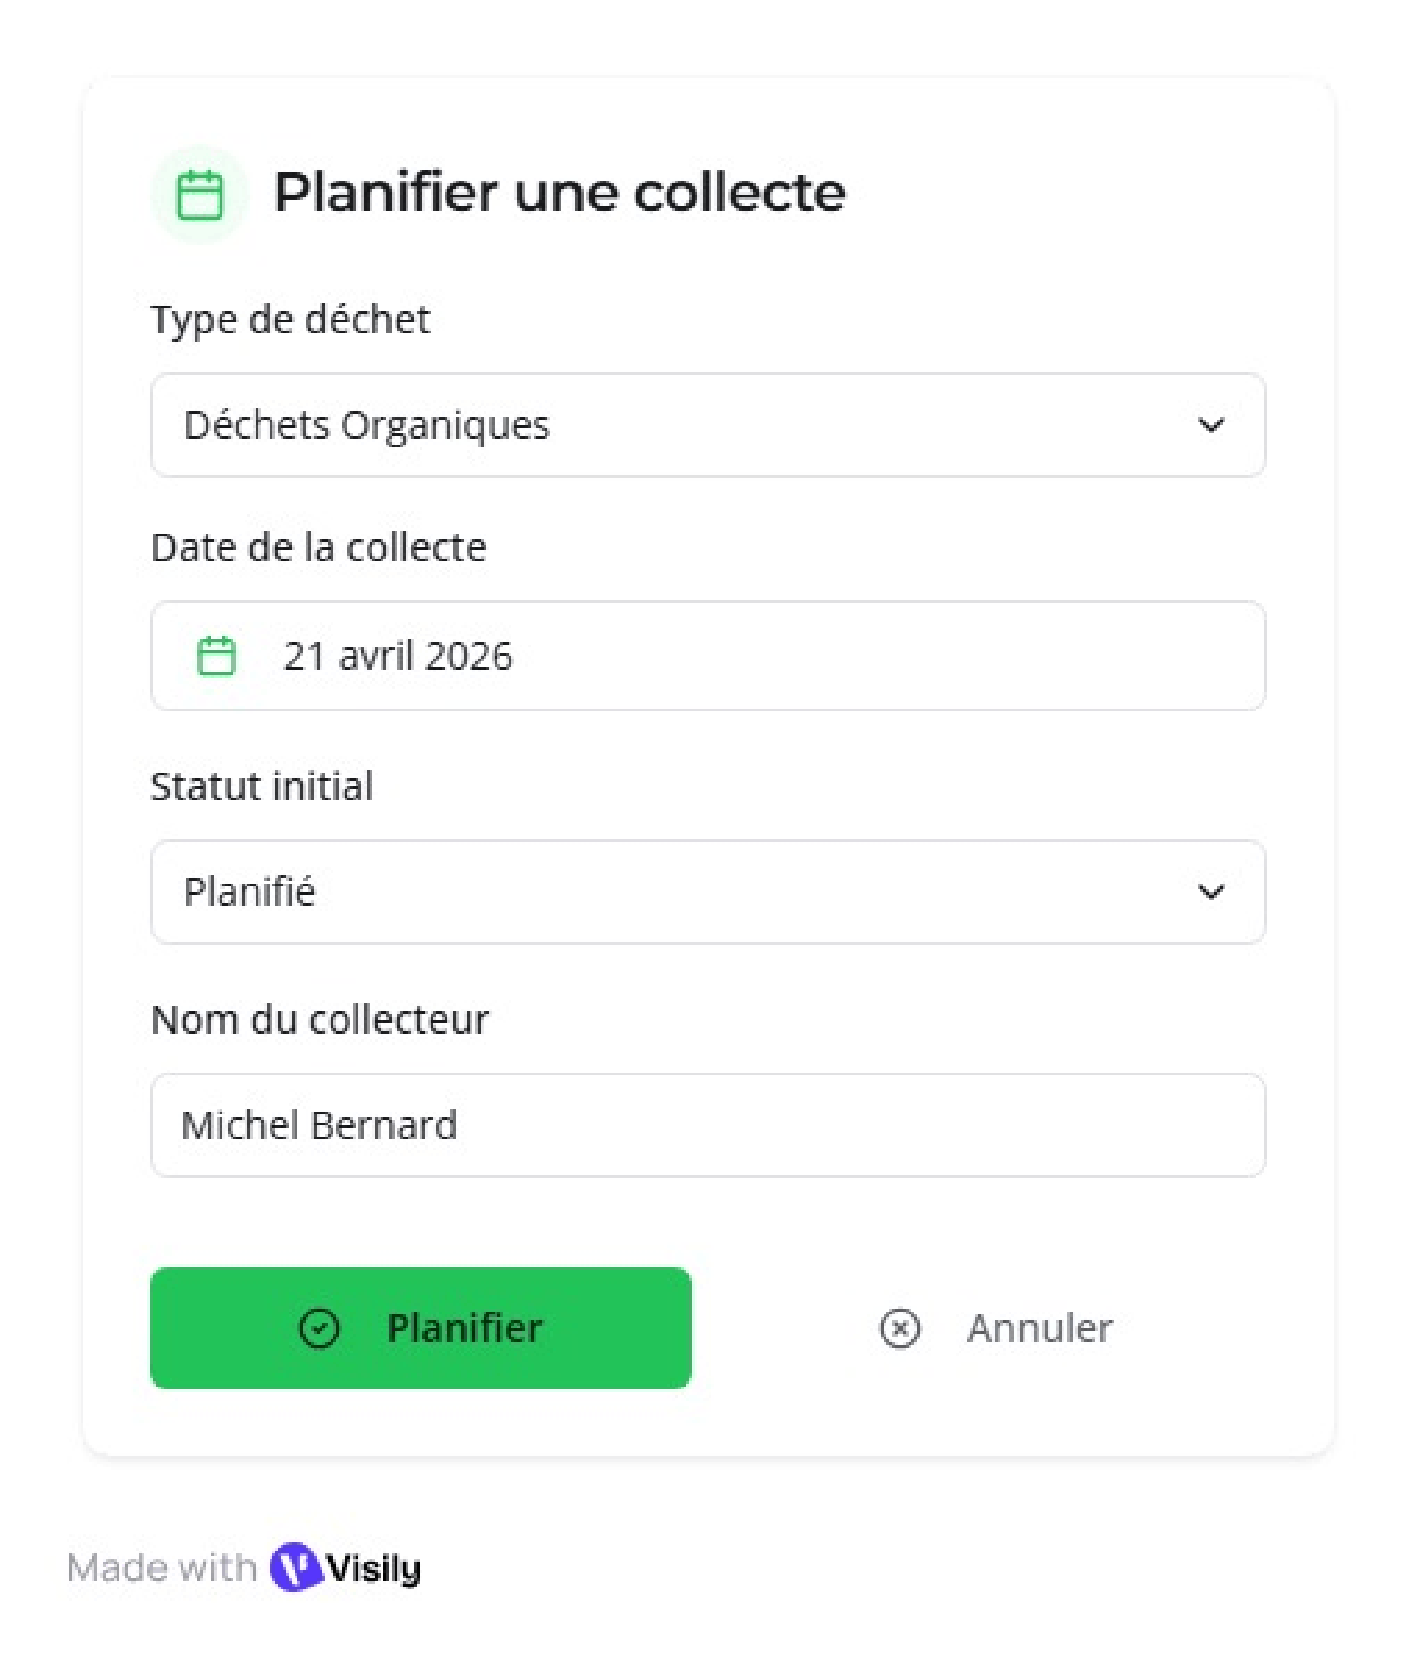 Planifier une collecte
Type de déchet
Déchets Organiques
Date de la collecte
21 avril 2026
Statut initial
Planifié
Nom du collecteur
Michel Bernard
Planifier
Annuler
Made with Visily